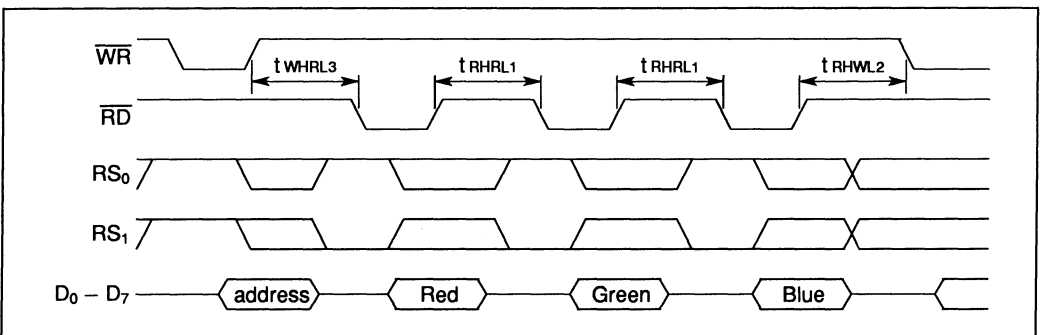 WR
t WHRL3 t RHRL1 t RHRL1 t RHWL2
RD
RS0
RS1
D0 – D7 address Red Green Blue